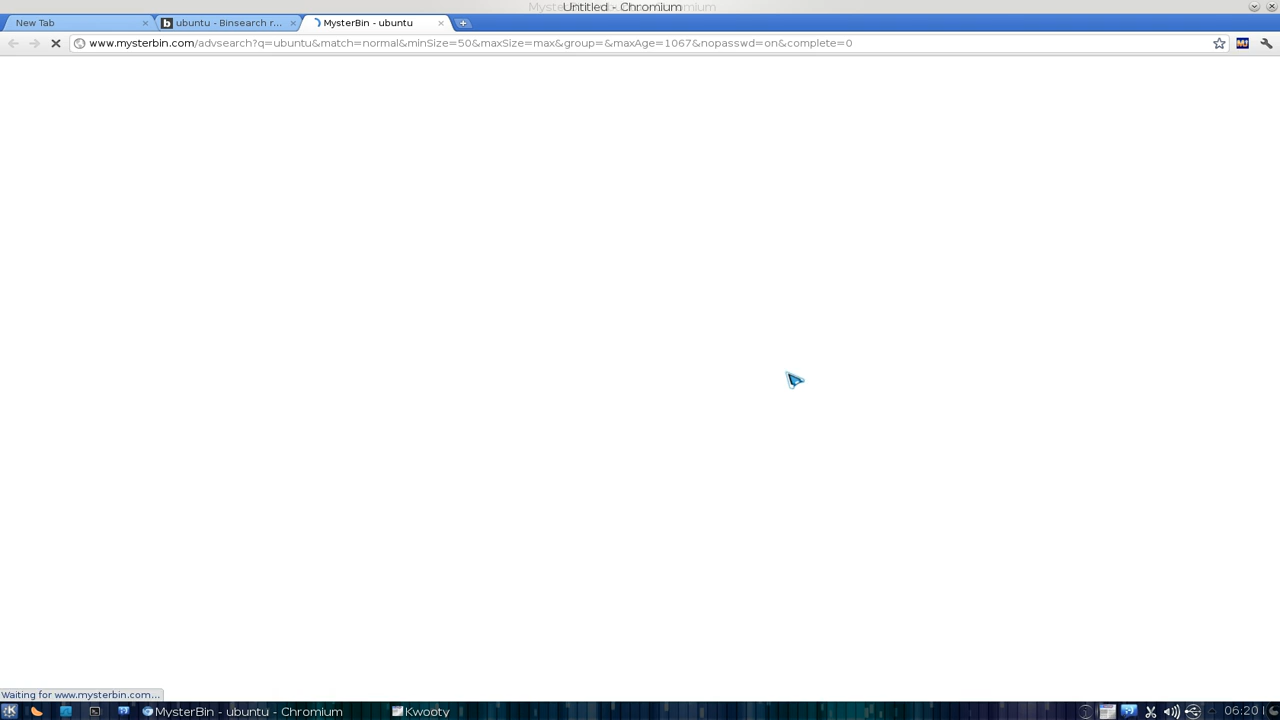 Untitled - Chromium
New Tab
ubuntu - Binsearch r...
MysterBin - ubuntu
www.mysterbin.com/advsearch?q=ubuntu&match=normal&minSize=50&maxSize=max&group=&maxAge=1067&nopasswd=on&complete=0
Waiting for www.mysterbin.com...
MysterBin - ubuntu - Chromium
Kwooty
06:20